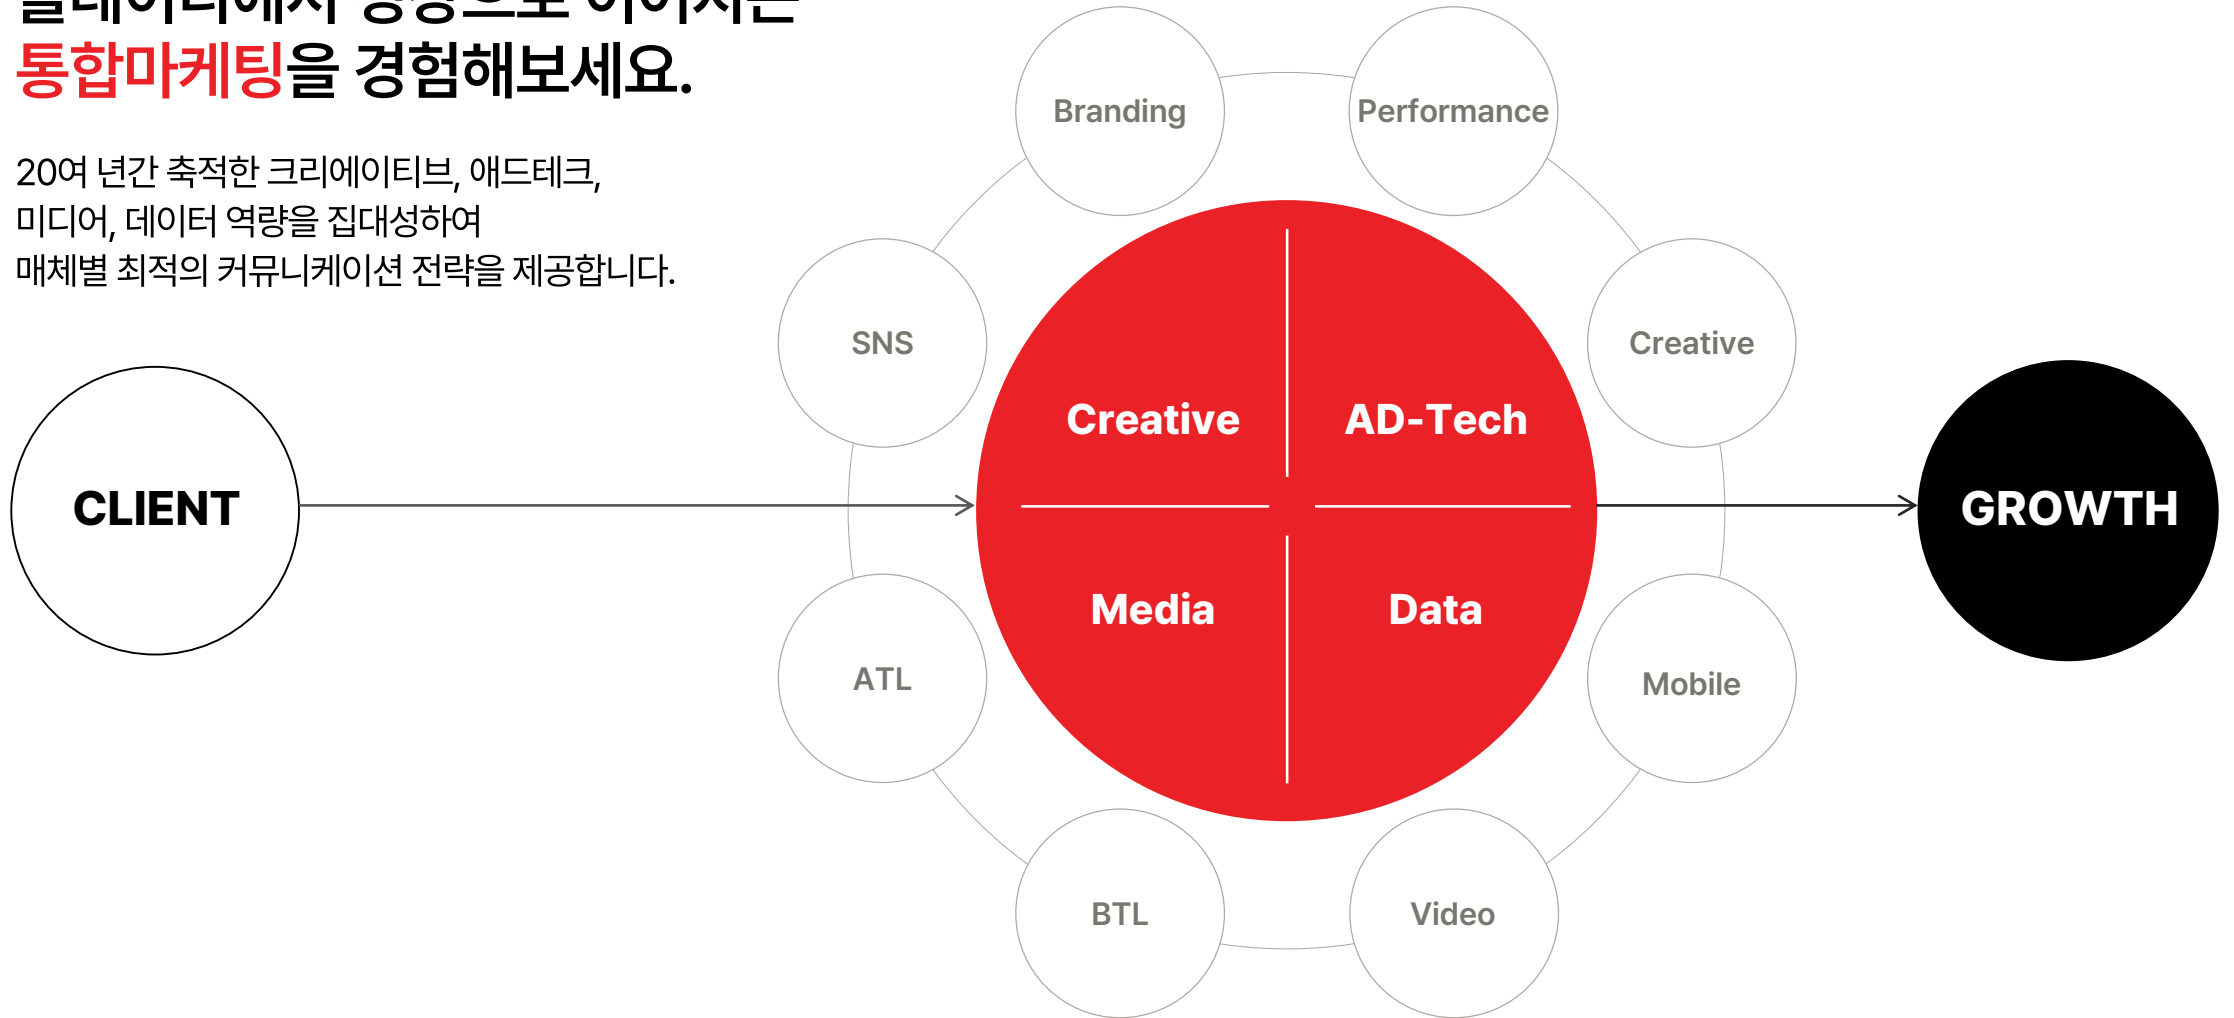 통합마케팅을 경험해보세요.
20여 년간 축적한 크리에이티브, 애드테크,
미디어, 데이터 역량을 집대성하여
매체별 최적의 커뮤니케이션 전략을 제공합니다.
Branding
Performance
SNS
Creative
Creative
AD-Tech
CLIENT
GROWTH
Media
Data
ATL
Mobile
BTL
Video